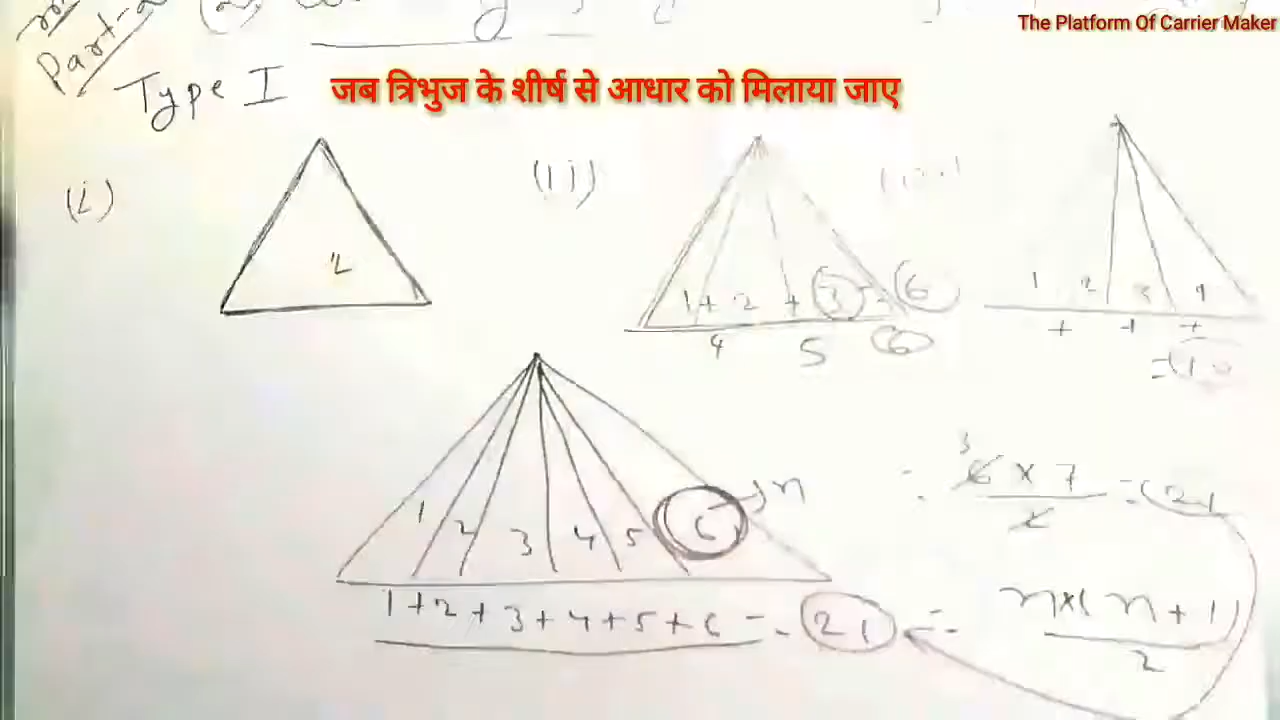 The Platform Of Carrier Maker
Part-2
Type I
जब त्रिभुज के शीर्ष से आधार को मिलाया जाए
(i)
(ii)
1 + 2 + 3 = 6
4 5 6
1 2 3 4
+ + +
= 10
1 2 3 4 5 6 → n
1+2+3+4+5+6 = 21
= 6 × 7 / 2 = 21
= n×(n+1) / 2